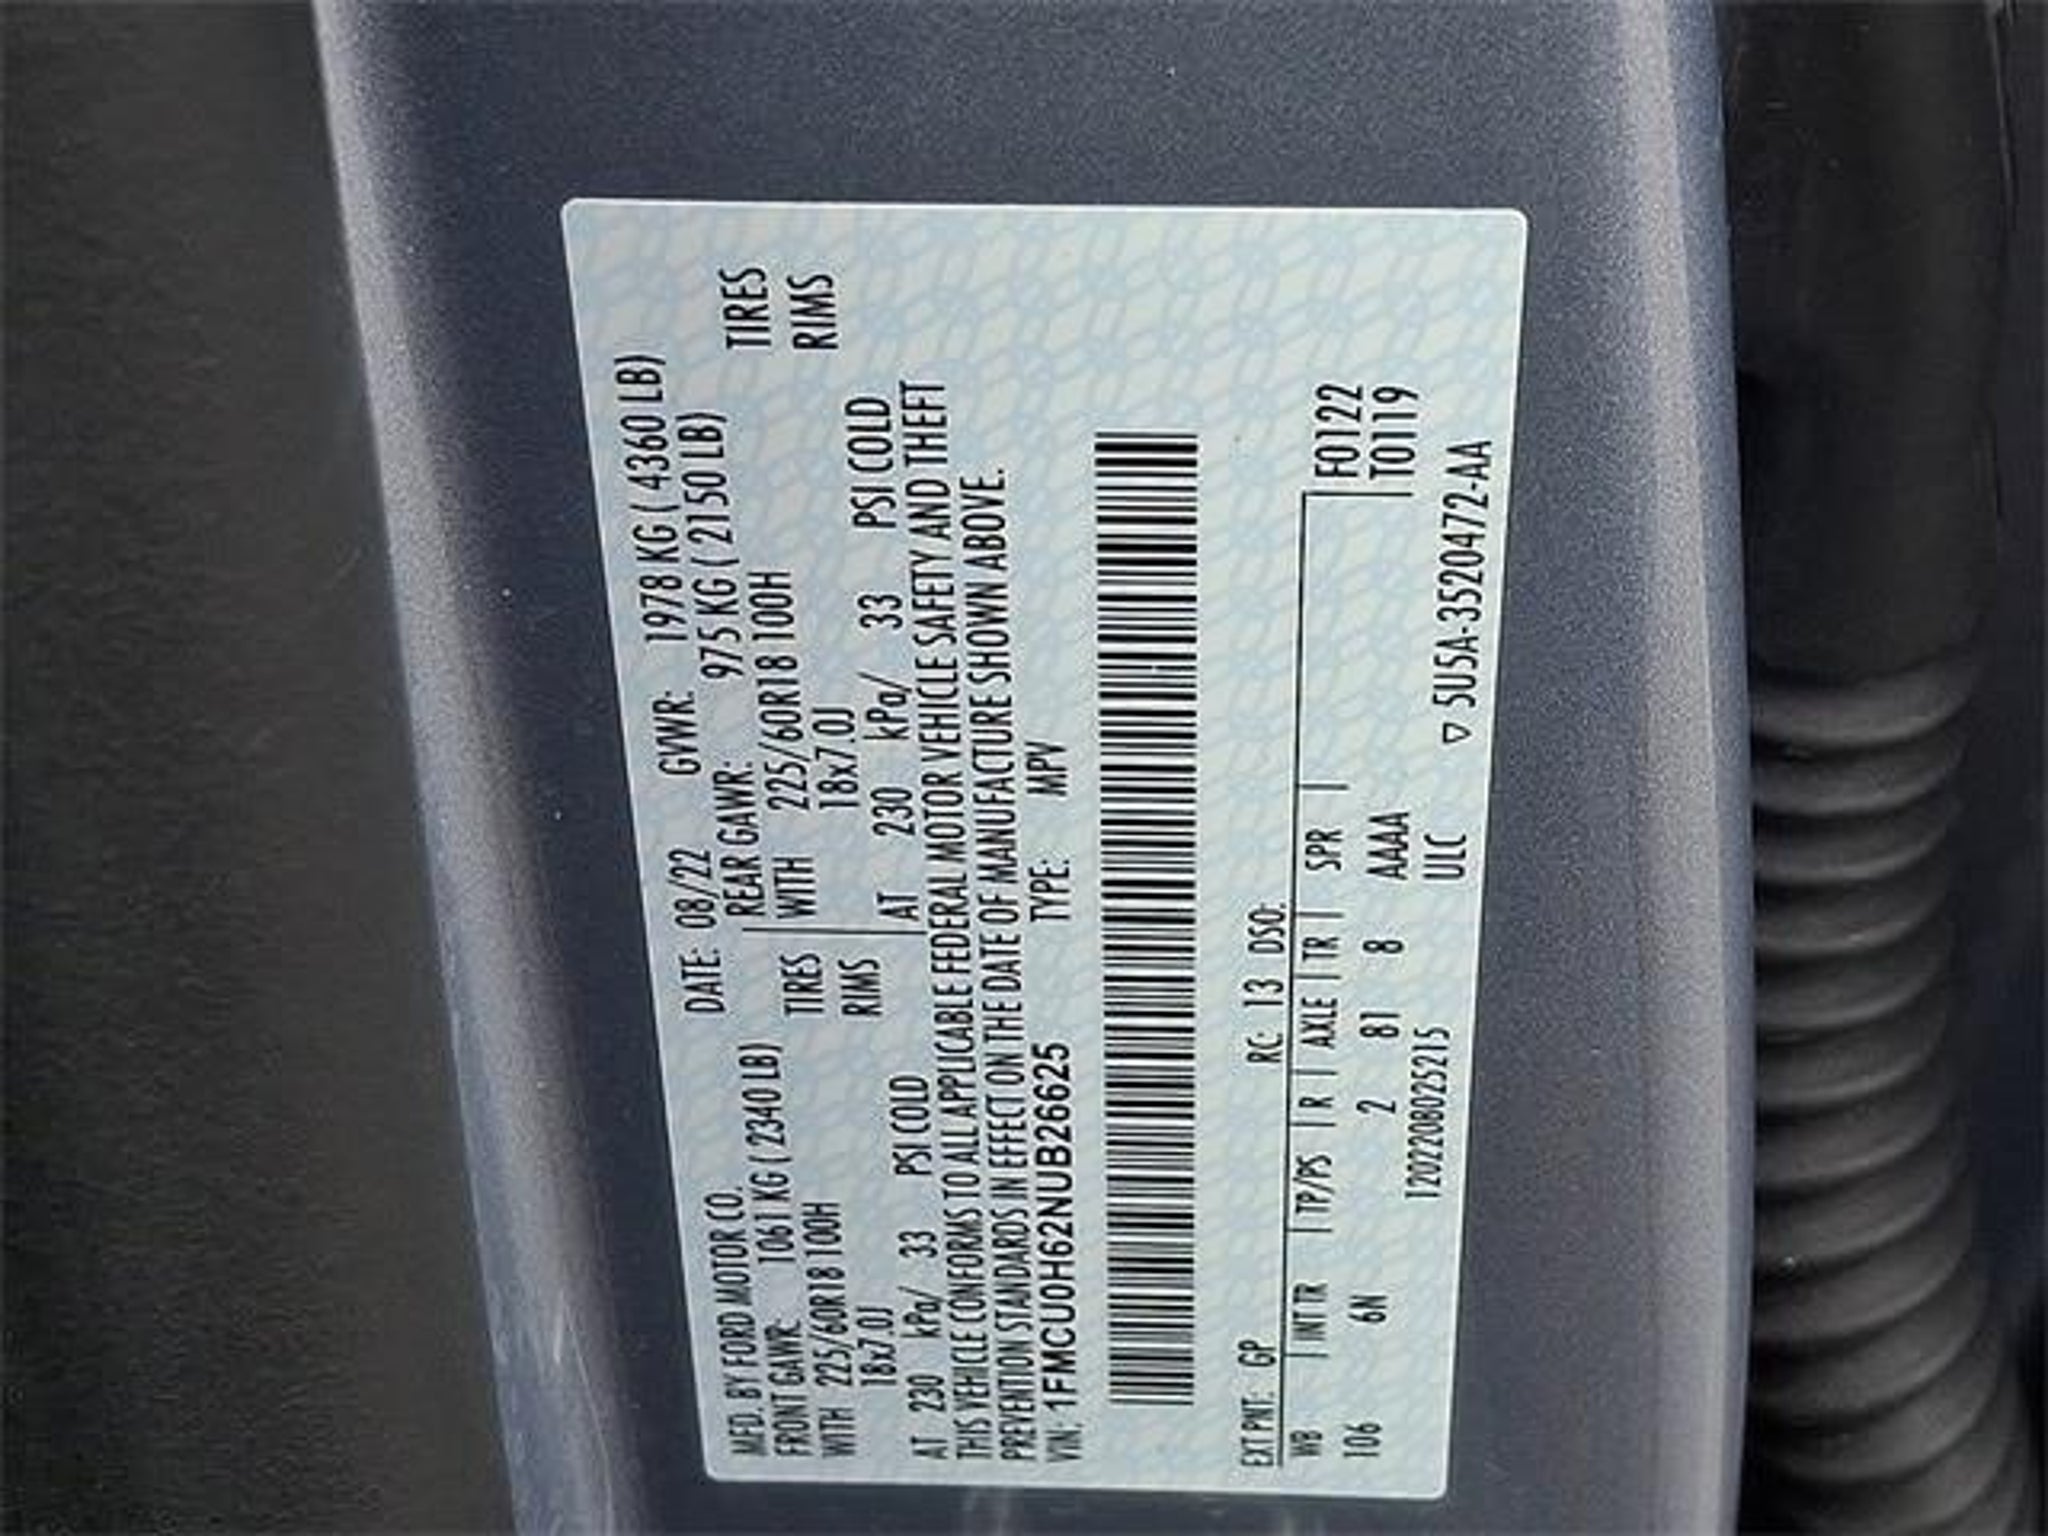 MFD. BY FORD MOTOR CO. DATE: 08/22 GVWR: 1978 KG ( 4360 LB)
FRONT GAWR: 1061 KG ( 2340 LB) REAR GAWR: 975 KG ( 2150 LB)
WITH 225/60R18 100H TIRES WITH 225/60R18 100H TIRES
18x7.0J RIMS 18x7.0J RIMS
AT 230 kPa/ 33 PSI COLD AT 230 kPa/ 33 PSI COLD
THIS VEHICLE CONFORMS TO ALL APPLICABLE FEDERAL MOTOR VEHICLE SAFETY AND THEFT
PREVENTION STANDARDS IN EFFECT ON THE DATE OF MANUFACTURE SHOWN ABOVE.
VIN: 1FMCU0H62NUB26625 TYPE: MPV
EXT PNT: GP RC: 13 DSO:
WB INT TR TP/PS R AXLE TR SPR F0122
106 6N 2 81 8 AAAA T0119
1202208025215 ULC
▽ 5U5A-3520472-AA